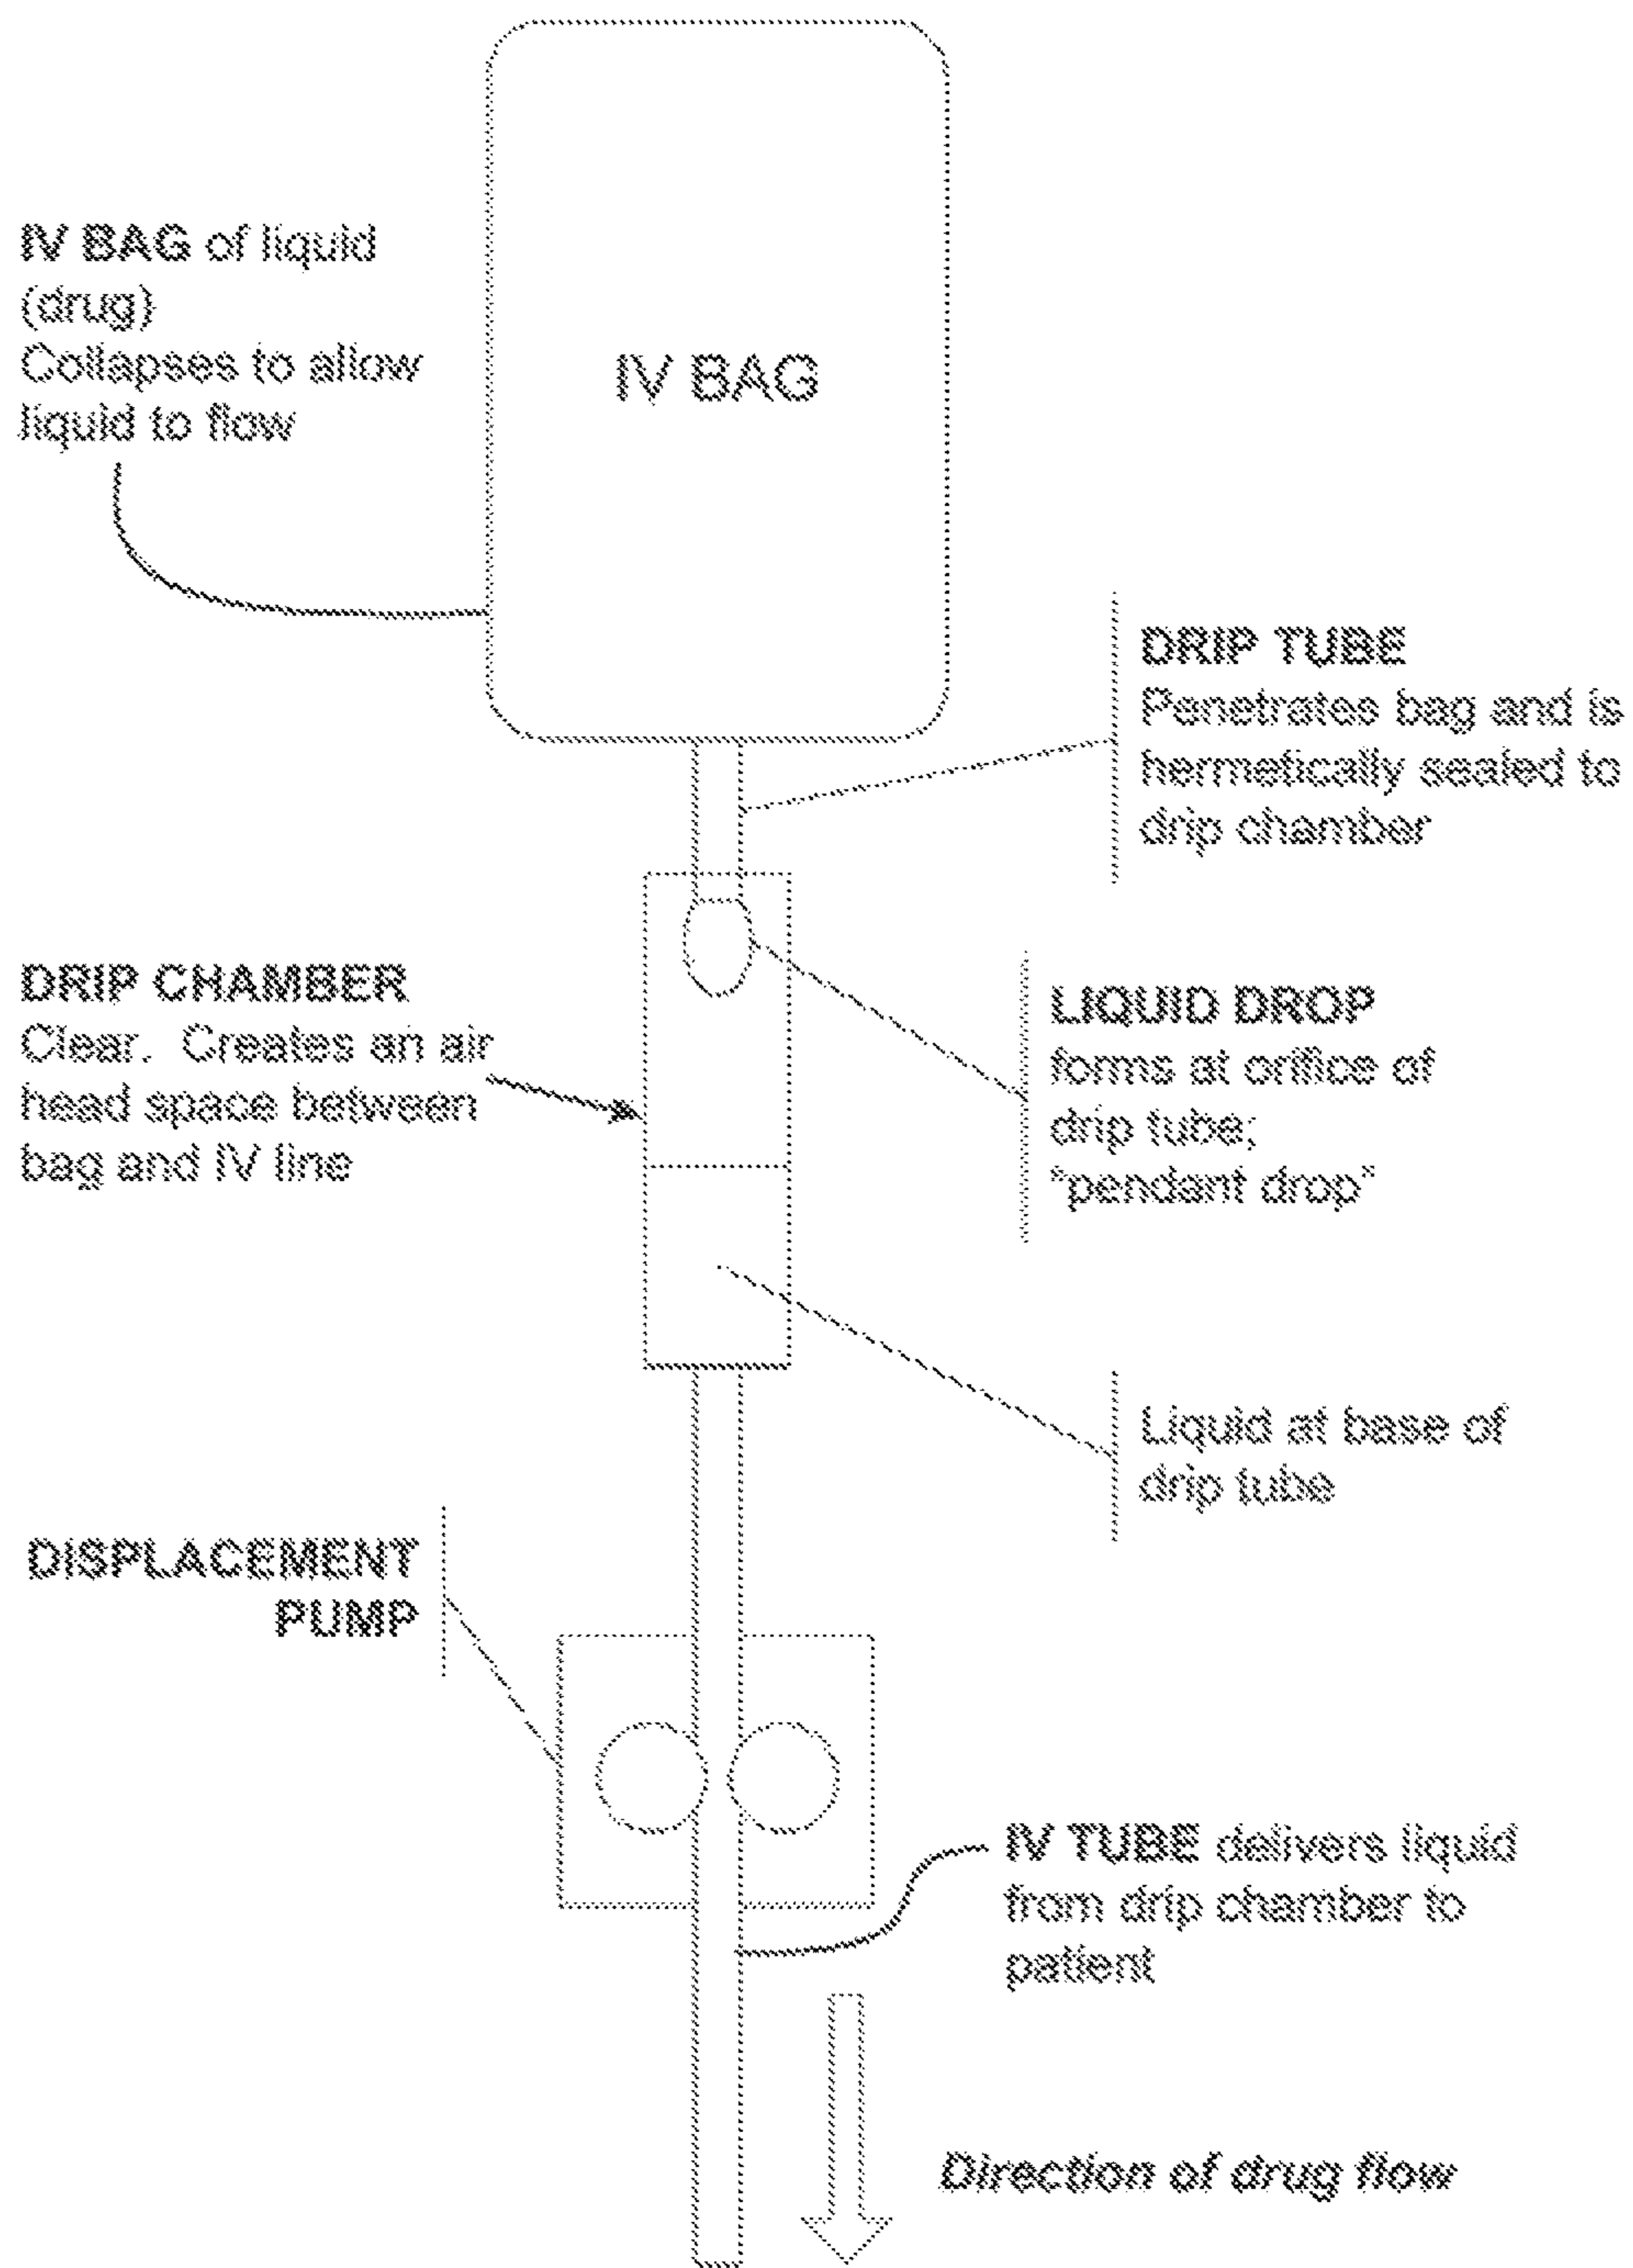 IV BAG of liquid
(drug)
Collapses to allow
liquid to flow
IV BAG
DRIP TUBE
Penetrates bag and is
hermetically sealed to
drip chamber
DRIP CHAMBER
Clear. Creates an air
head space between
bag and IV line
LIQUID DROP
forms at orifice of
drip tube;
"pendant drop"
Liquid at base of
drip tube
DISPLACEMENT
PUMP
IV TUBE delivers liquid
from drip chamber to
patient
Direction of drug flow